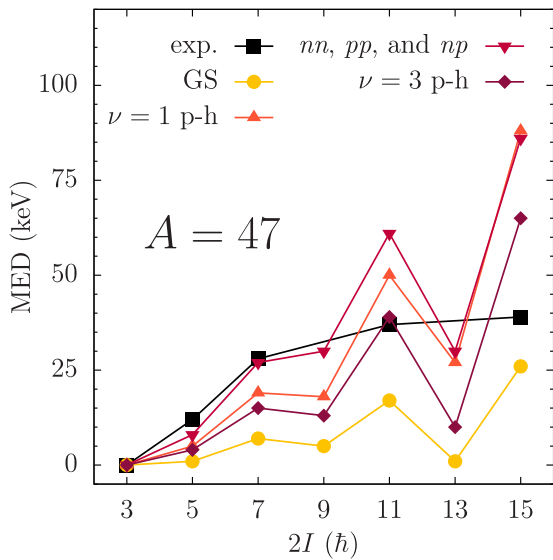 exp.
nn, pp, and np
GS
ν = 3 p-h
ν = 1 p-h
A = 47
MED (keV)
100
75
50
25
0
3 5 7 9 11 13 15
2I (ħ)